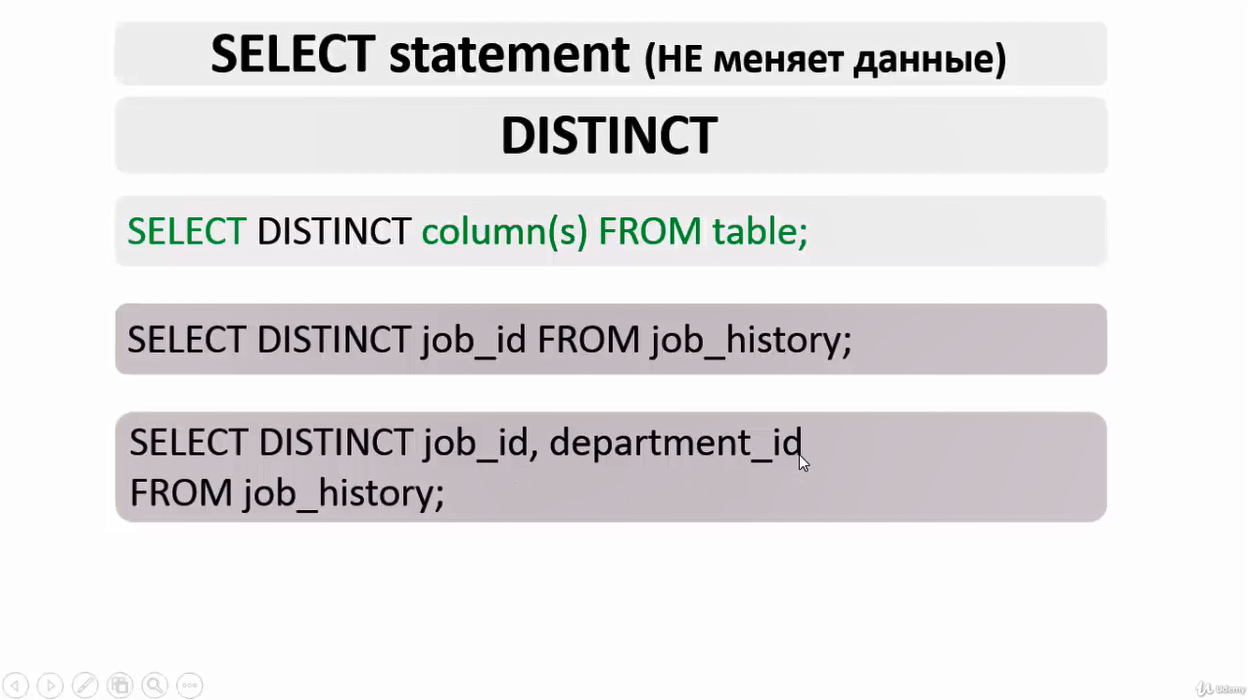 SELECT statement (НЕ меняет данные)
DISTINCT
SELECT DISTINCT column(s) FROM table;
SELECT DISTINCT job_id FROM job_history;
SELECT DISTINCT job_id, department_id
FROM job_history;
Udemy